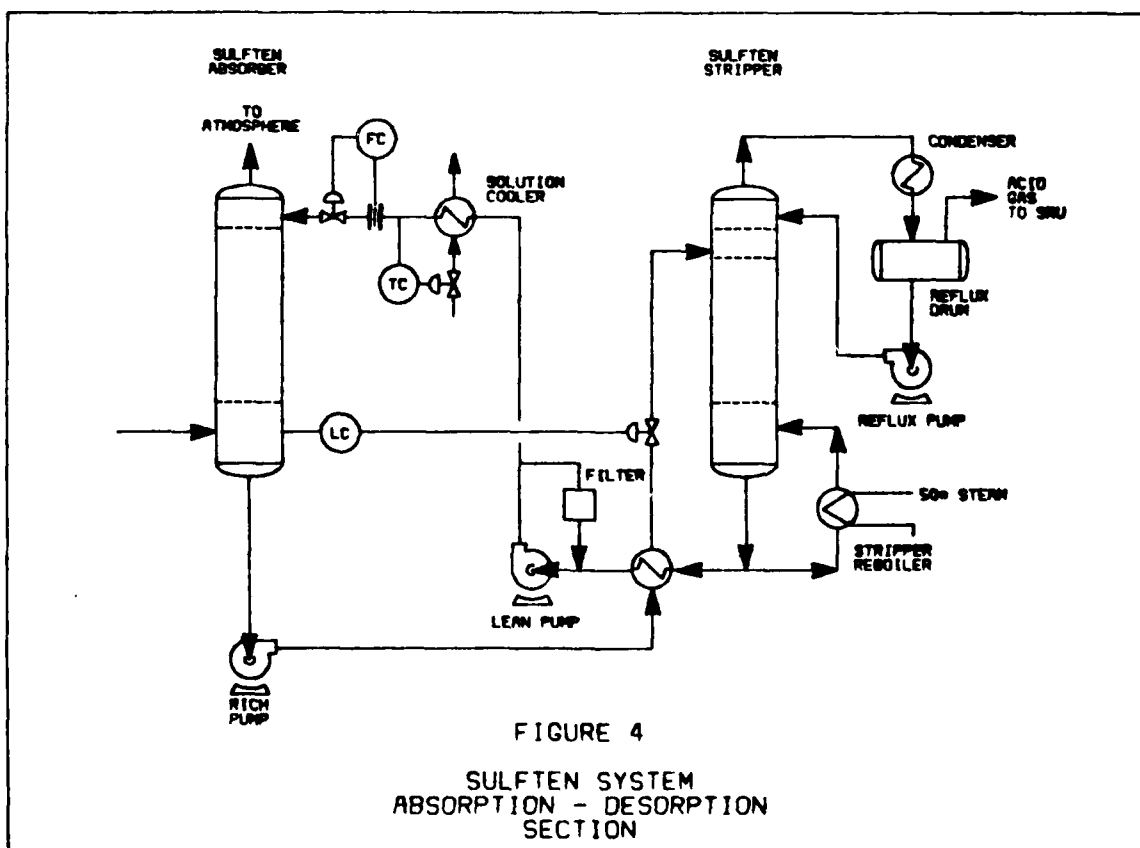 SULFTEN
ABSORBER
SULFTEN
STRIPPER
TO
ATMOSPHERE
FC
SOLUTION
COOLER
CONDENSER
ACID
GAS
TO SRU
TC
REFLUX
DRUM
REFLUX PUMP
LC
FILTER
50# STEAM
STRIPPER
REBOILER
LEAN PUMP
RICH
PUMP
FIGURE 4
SULFTEN SYSTEM
ABSORPTION - DESORPTION
SECTION